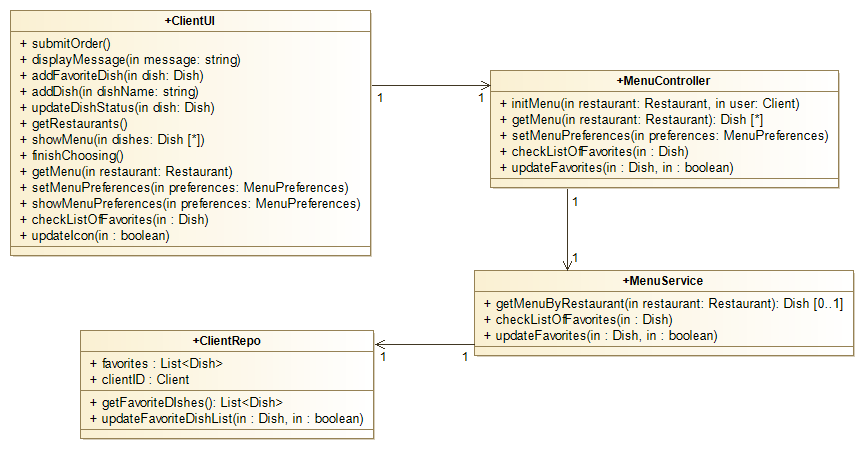 +ClientUI
+ submitOrder()
+ displayMessage(in message: string)
+ addFavoriteDish(in dish: Dish)
+ addDish(in dishName: string)
+ updateDishStatus(in dish: Dish)
+ getRestaurants()
+ showMenu(in dishes: Dish [*])
+ finishChoosing()
+ getMenu(in restaurant: Restaurant)
+ setMenuPreferences(in preferences: MenuPreferences)
+ showMenuPreferences(in preferences: MenuPreferences)
+ checkListOfFavorites(in : Dish)
+ updateIcon(in : boolean)
1
1
+MenuController
+ initMenu(in restaurant: Restaurant, in user: Client)
+ getMenu(in restaurant: Restaurant): Dish [*]
+ setMenuPreferences(in preferences: MenuPreferences)
+ checkListOfFavorites(in : Dish)
+ updateFavorites(in : Dish, in : boolean)
1
1
+MenuService
+ getMenuByRestaurant(in restaurant: Restaurant): Dish [0..1]
+ checkListOfFavorites(in : Dish)
+ updateFavorites(in : Dish, in : boolean)
1
1
+ClientRepo
+ favorites : List<Dish>
+ clientID : Client
+ getFavoriteDIshes(): List<Dish>
+ updateFavoriteDishList(in : Dish, in : boolean)